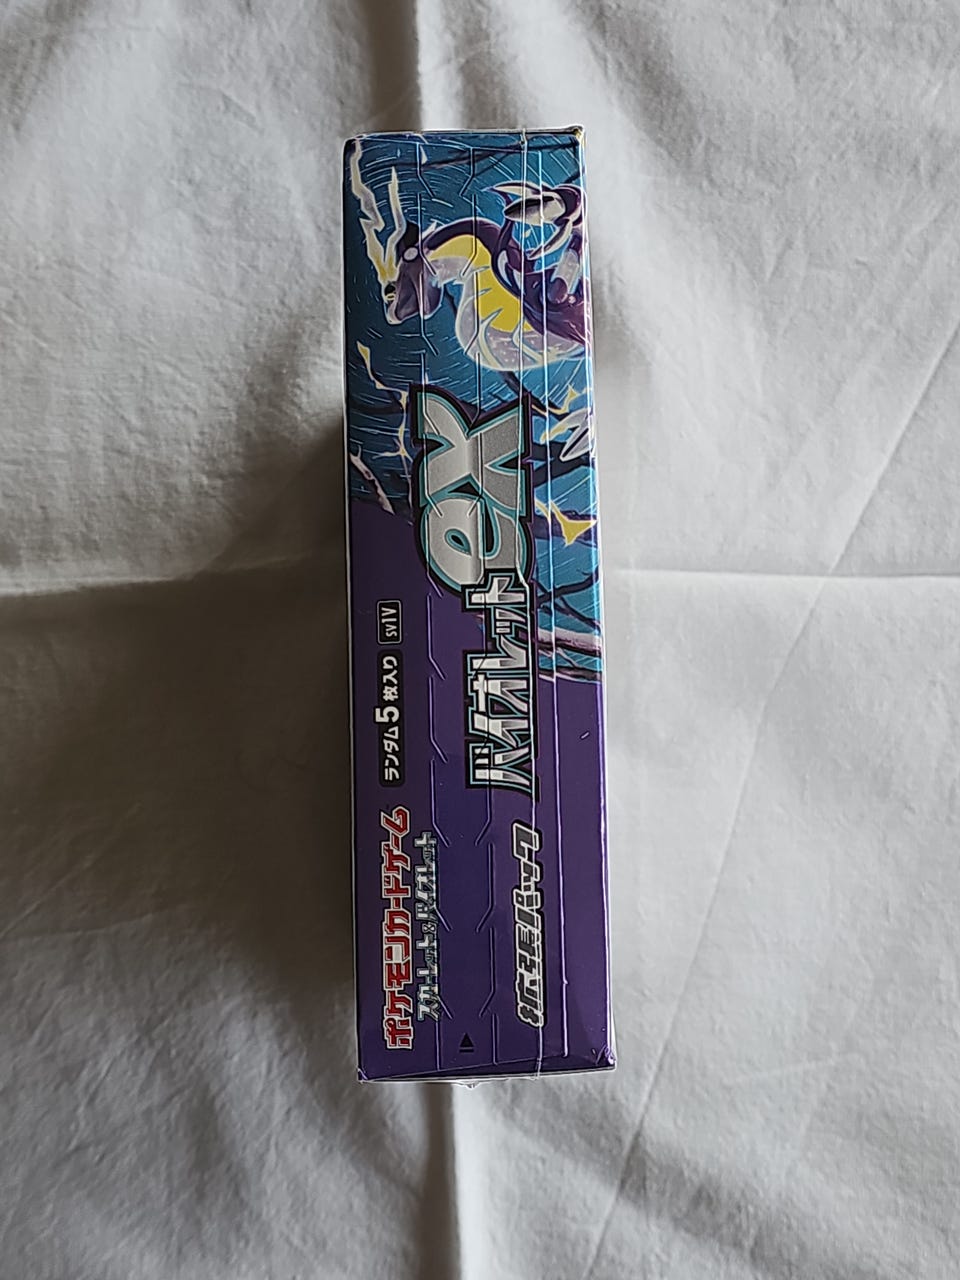 ポケモンカードゲーム
スカーレット&バイオレット
ランダム5枚入り
SV1V
拡張パック
バイオレットex